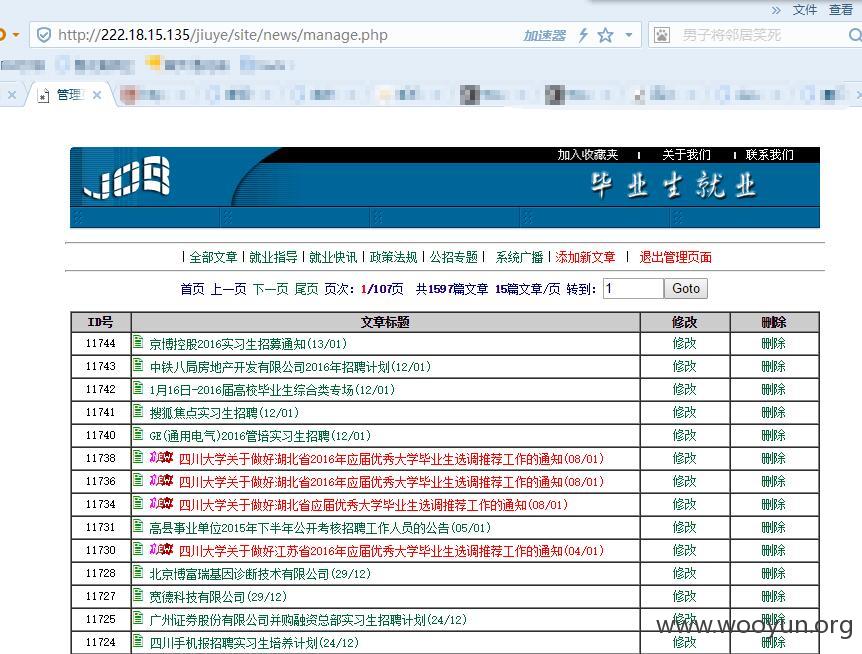 文件 查看
http://222.18.15.135/jiuye/site/news/manage.php 加速器 男子将邻居笑死
管理
加入收藏夹 | 关于我们 | 联系我们
JOB 毕业生就业
| 全部文章 | 就业指导 | 就业快讯 | 政策法规 | 公招专题 | 系统广播 | 添加新文章 | 退出管理页面
首页 上一页 下一页 尾页 页次：1/107页 共1597篇文章 15篇文章/页 转到： 1 Goto
ID号 文章标题 修改 删除
11744 京博控股2016实习生招募通知(13/01) 修改 删除
11743 中铁八局房地产开发有限公司2016年招聘计划(12/01) 修改 删除
11742 1月16日-2016届高校毕业生综合类专场(12/01) 修改 删除
11741 搜狐焦点实习生招聘(12/01) 修改 删除
11740 GE(通用电气)2016管培实习生招聘(12/01) 修改 删除
11738 四川大学关于做好湖北省2016年应届优秀大学毕业生选调推荐工作的通知(08/01) 修改 删除
11736 四川大学关于做好湖北省2016年应届优秀大学毕业生选调推荐工作的通知(08/01) 修改 删除
11734 四川大学关于做好湖北省应届优秀大学毕业生选调推荐工作的通知(08/01) 修改 删除
11731 高县事业单位2015年下半年公开考核招聘工作人员的公告(05/01) 修改 删除
11730 四川大学关于做好江苏省2016年应届优秀大学毕业生选调推荐工作的通知(04/01) 修改 删除
11728 北京博富瑞基因诊断技术有限公司(29/12) 修改 删除
11727 宽德科技有限公司(29/12) 修改 删除
11725 广州证券股份有限公司并购融资总部实习生招聘计划(24/12) 修改 删除
www.wooyun.org
11724 四川手机报招聘实习生培养计划(24/12) 修改 删除